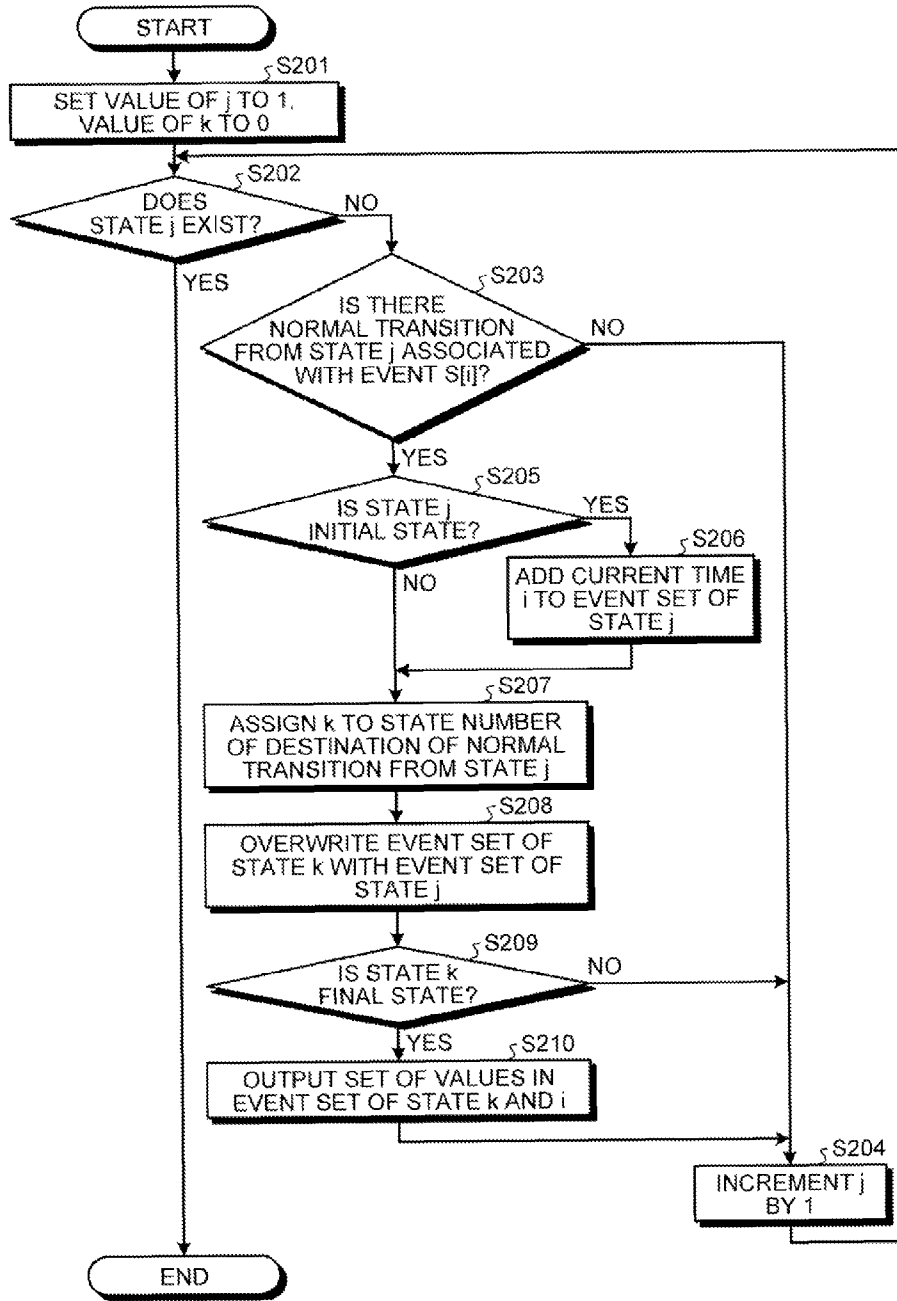 START
S201
SET VALUE OF j TO 1,
VALUE OF k TO 0
S202
DOES
STATE j EXIST?
NO
YES
S203
IS THERE
NORMAL TRANSITION
FROM STATE j ASSOCIATED
WITH EVENT S[i]?
NO
YES
S205
IS STATE j
INITIAL STATE?
YES
NO
S206
ADD CURRENT TIME
i TO EVENT SET OF
STATE j
S207
ASSIGN k TO STATE NUMBER
OF DESTINATION OF NORMAL
TRANSITION FROM STATE j
S208
OVERWRITE EVENT SET OF
STATE k WITH EVENT SET OF
STATE j
S209
IS STATE k
FINAL STATE?
NO
YES
S210
OUTPUT SET OF VALUES IN
EVENT SET OF STATE k AND i
S204
INCREMENT j
BY 1
END